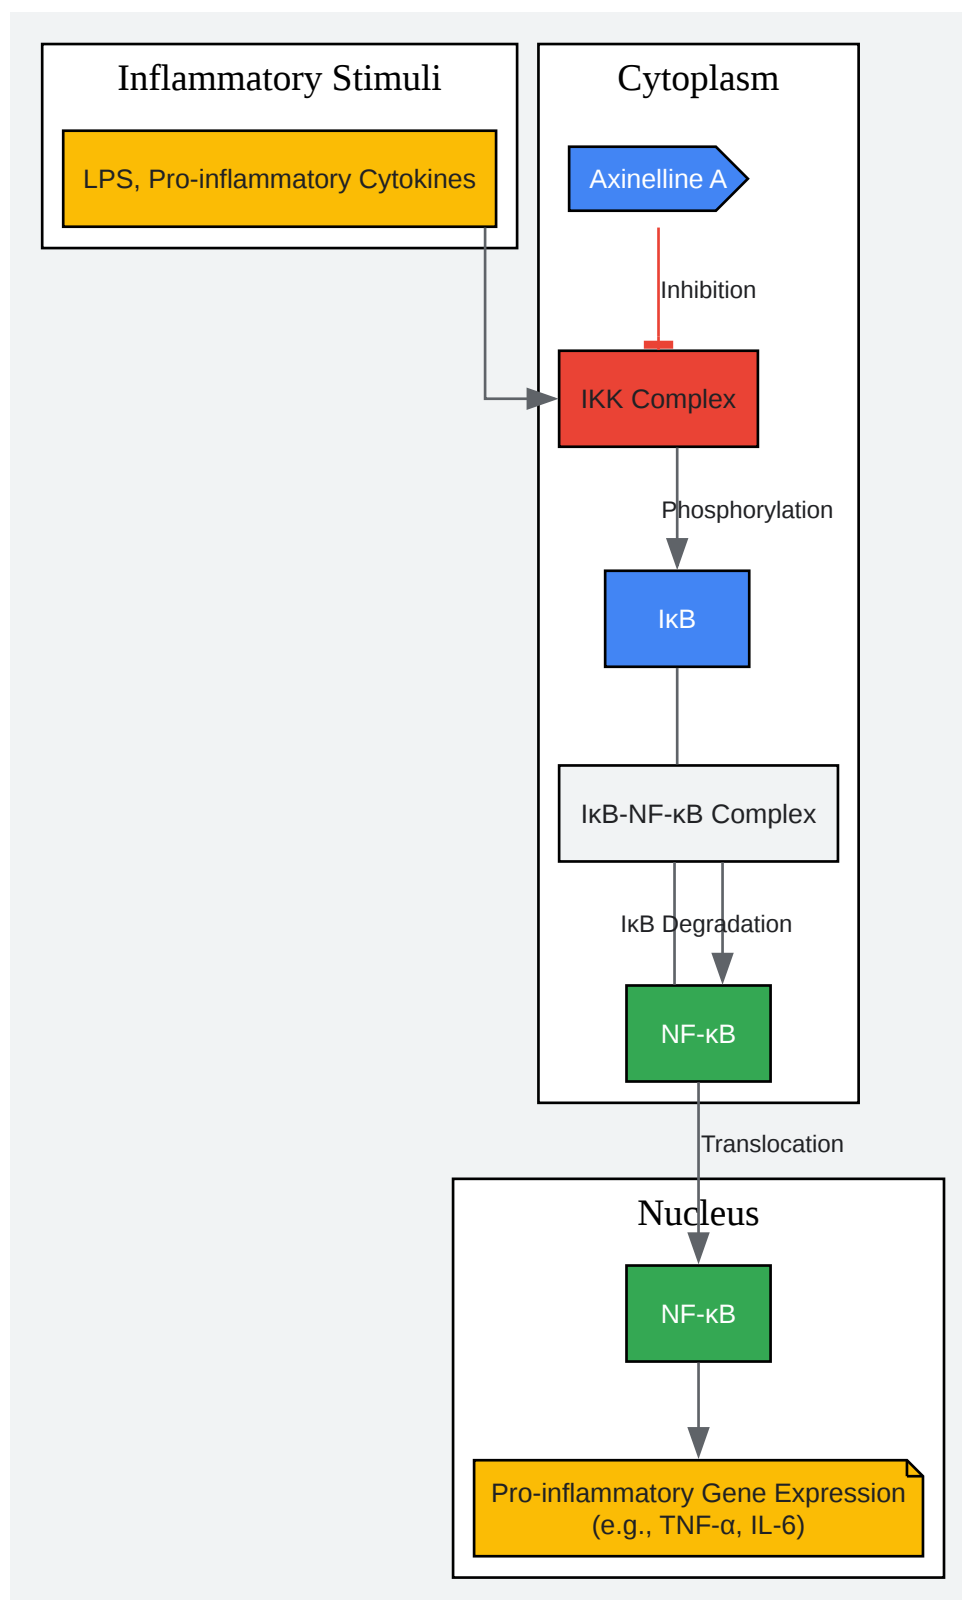 Inflammatory Stimuli
LPS, Pro-inflammatory Cytokines
Cytoplasm
Axinelline A
Inhibition
IKK Complex
Phosphorylation
IκB
IκB-NF-κB Complex
IκB Degradation
NF-κB
Translocation
Nucleus
NF-κB
Pro-inflammatory Gene Expression
(e.g., TNF-α, IL-6)